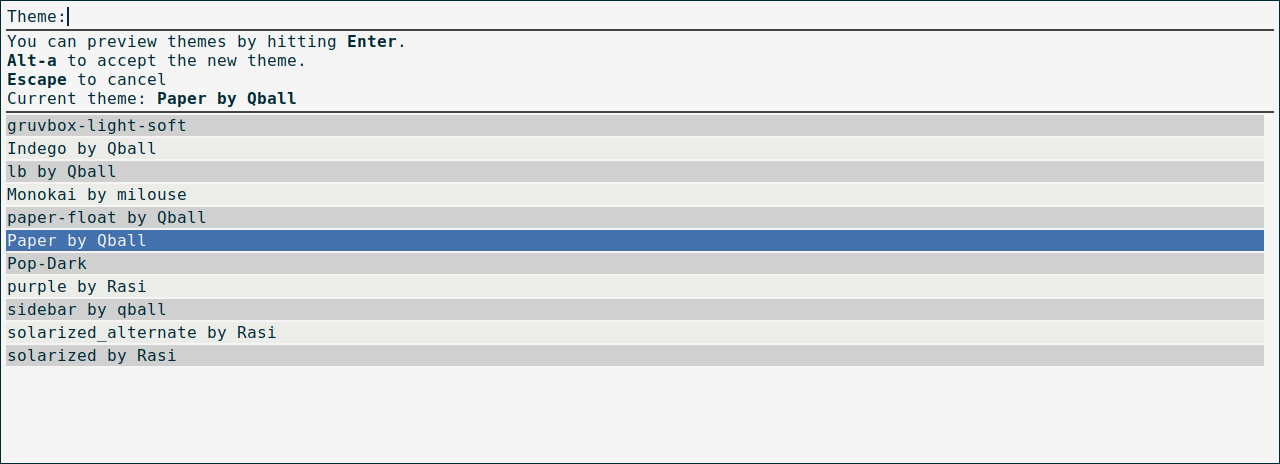 Theme:
You can preview themes by hitting Enter.
Alt-a to accept the new theme.
Escape to cancel
Current theme: Paper by Qball
gruvbox-light-soft
Indego by Qball
lb by Qball
Monokai by milouse
paper-float by Qball
Paper by Qball
Pop-Dark
purple by Rasi
sidebar by qball
solarized_alternate by Rasi
solarized by Rasi